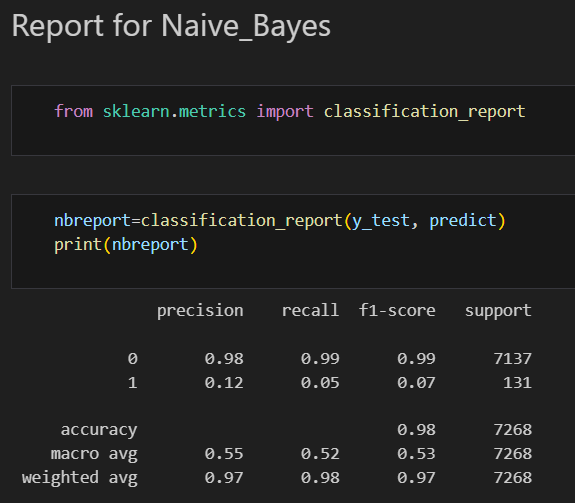 Report for Naive_Bayes
from sklearn.metrics import classification_report
nbreport=classification_report(y_test, predict)
print(nbreport)
precision recall f1-score support
0 0.98 0.99 0.99 7137
1 0.12 0.05 0.07 131
accuracy 0.98 7268
macro avg 0.55 0.52 0.53 7268
weighted avg 0.97 0.98 0.97 7268